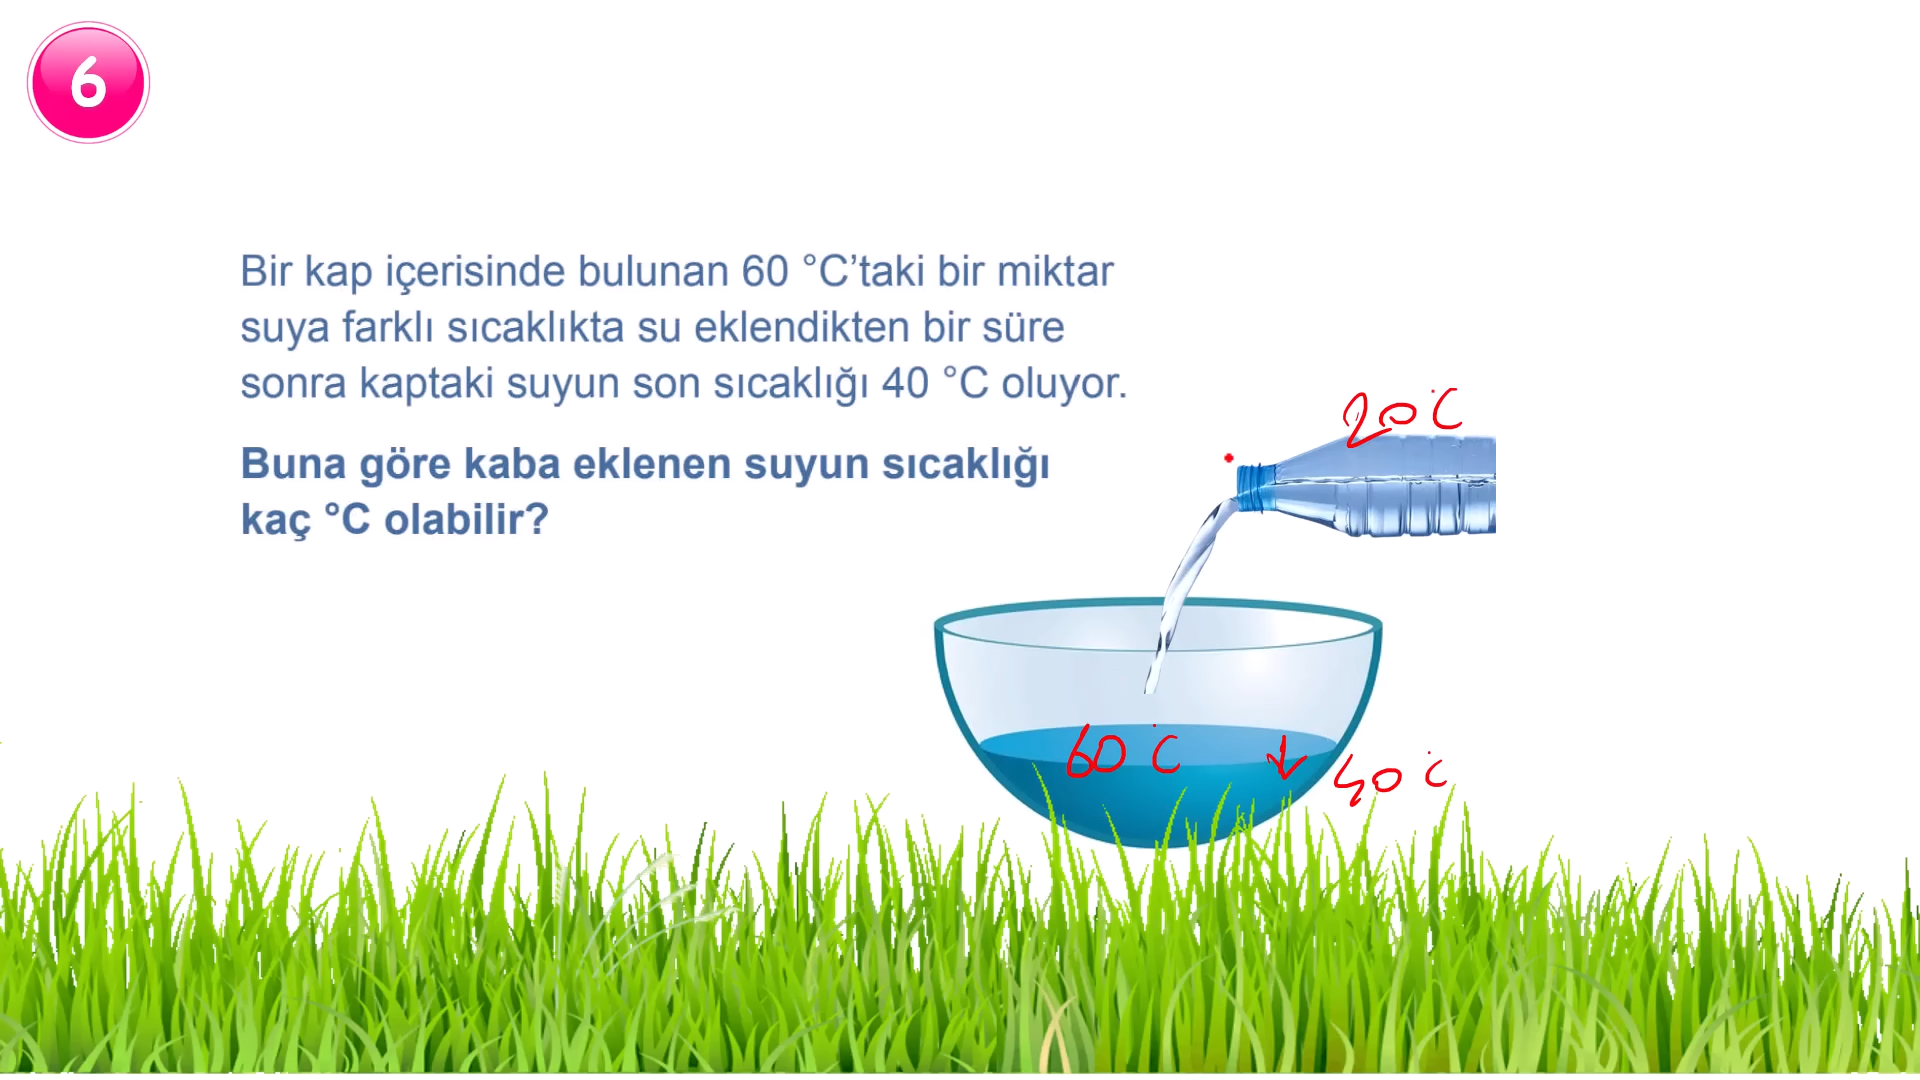 6
Bir kap içerisinde bulunan 60 °C’taki bir miktar
suya farklı sıcaklıkta su eklendikten bir süre
sonra kaptaki suyun son sıcaklığı 40 °C oluyor.
Buna göre kaba eklenen suyun sıcaklığı
kaç °C olabilir?
20°C
60°C
40°C